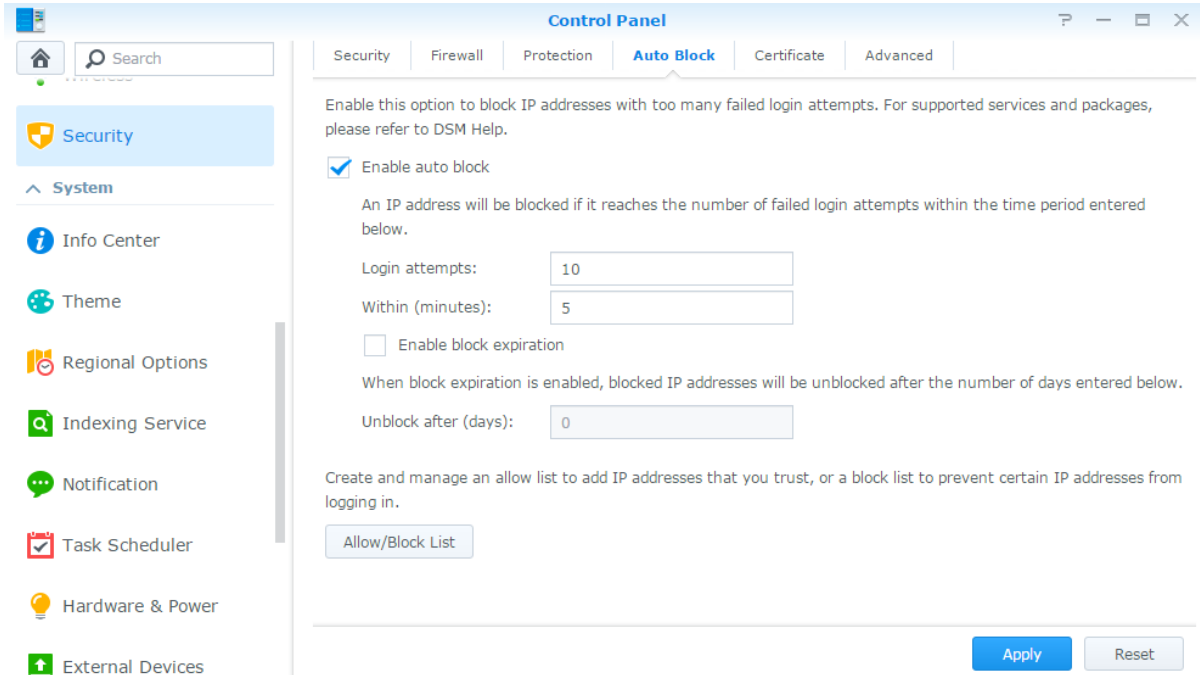 Control Panel
Search
Security
Firewall
Protection
Auto Block
Certificate
Advanced
Security
System
Info Center
Theme
Regional Options
Indexing Service
Notification
Task Scheduler
Hardware & Power
External Devices
Enable this option to block IP addresses with too many failed login attempts. For supported services and packages,
please refer to DSM Help.
Enable auto block
An IP address will be blocked if it reaches the number of failed login attempts within the time period entered
below.
Login attempts: 10
Within (minutes): 5
Enable block expiration
When block expiration is enabled, blocked IP addresses will be unblocked after the number of days entered below.
Unblock after (days): 0
Create and manage an allow list to add IP addresses that you trust, or a block list to prevent certain IP addresses from
logging in.
Allow/Block List
Apply
Reset